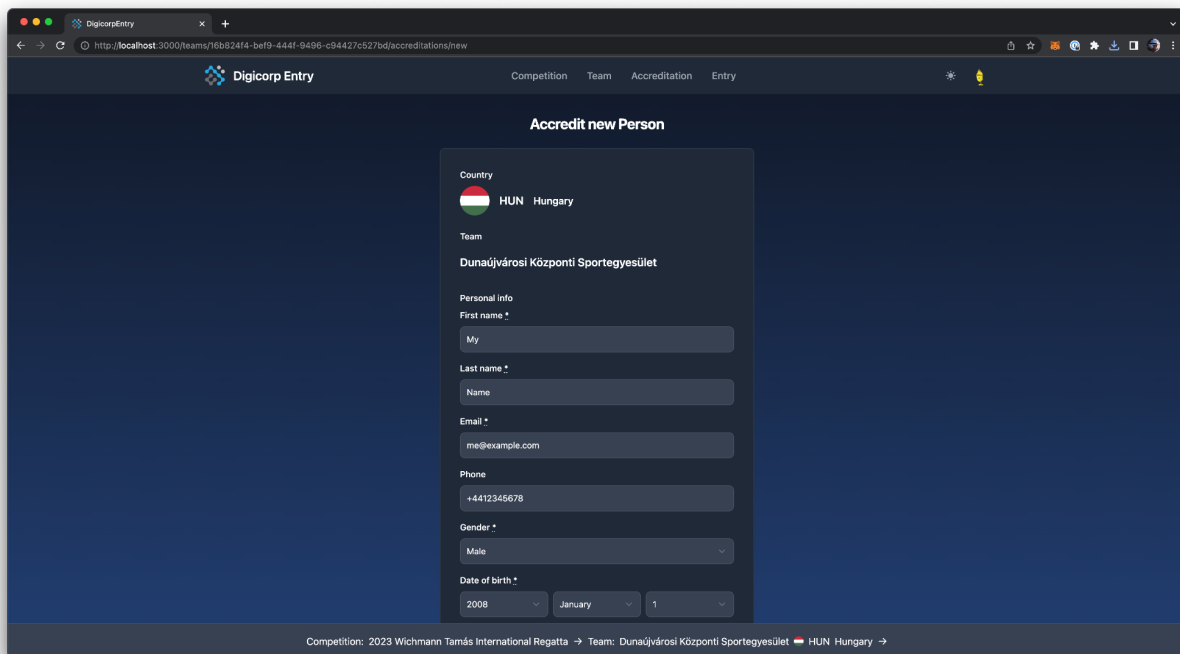 DigicorpEntry
http://localhost:3000/teams/16b824f4-bef9-444f-9496-c94427c527bd/accreditations/new
Digicorp Entry Competition Team Accreditation Entry
Accredit new Person
Country
HUN Hungary
Team
Dunaújvárosi Központi Sportegyesület
Personal info
First name *
My
Last name *
Name
Email *
me@example.com
Phone
+4412345678
Gender *
Male
Date of birth *
2008 January 1
Competition: 2023 Wichmann Tamás International Regatta → Team: Dunaújvárosi Központi Sportegyesület HUN Hungary →